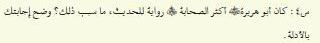 س٤ : كان أبو هريرة ﷺ أكثر الصحابة ﷺ رواية للحديث، ما سبب ذلك؟ وضح إجابتك
بالأدلة.